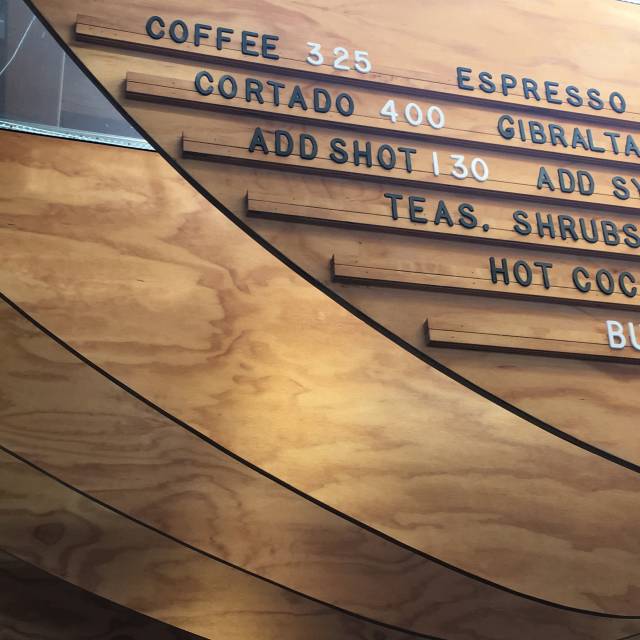 COFFEE 325 ESPRESSO
CORTADO 400 GIBRALTA
ADD SHOT 130 ADD SY
TEAS, SHRUBS
HOT COC
BU